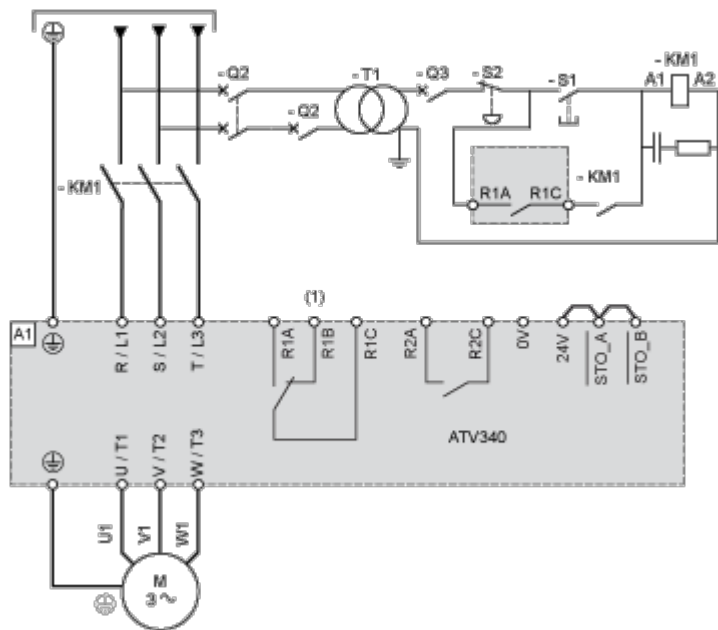 - Q2
- T1
- Q3
- S2
- S1
- KM1
A1
A2
- Q2
- KM1
R1A
R1C
- KM1
(1)
A1
R / L1
S / L2
T / L3
R1A
R1B
R1C
R2A
R2C
0V
24V
STO_A
STO_B
ATV340
U / T1
V / T2
W / T3
U1
V1
W1
M
3 ~